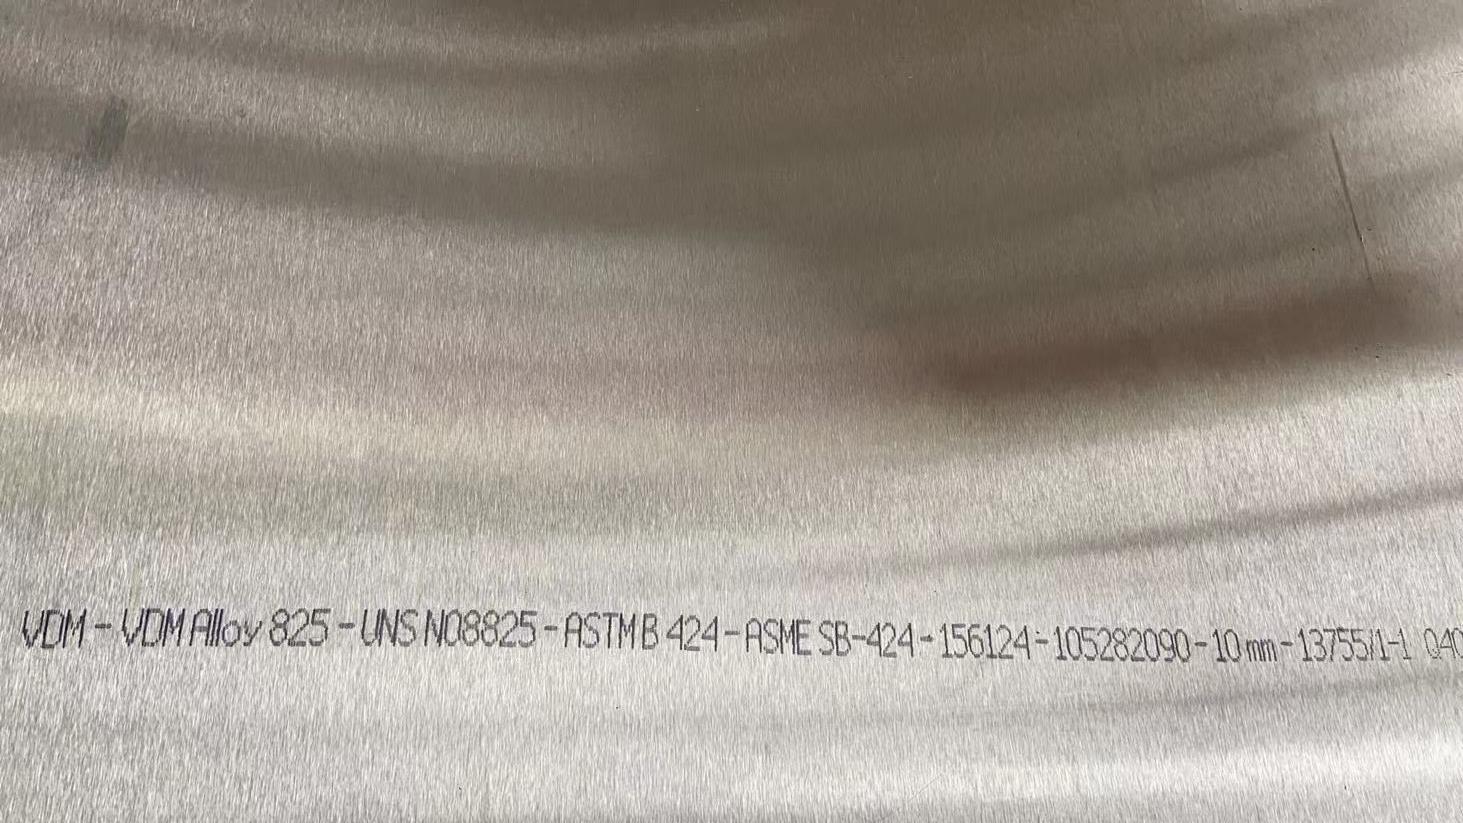 VDM - VDM Alloy 825 - UNS N08825 - ASTM B 424 - ASME SB-424 - 156124 - 105282090 - 10 mm - 13755/1-1